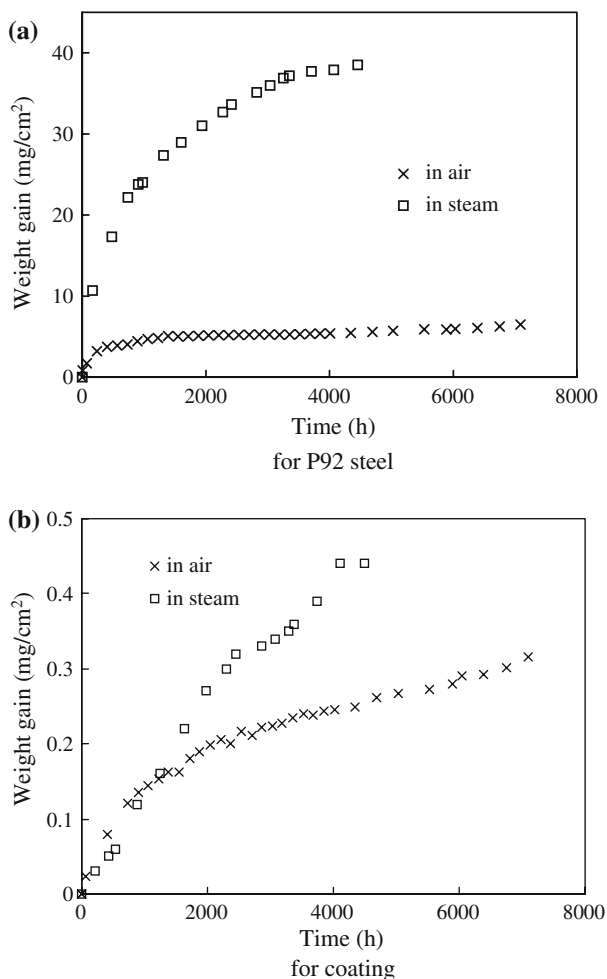 (a)
Weight gain (mg/cm²)
40
30
20
10
0
in air
in steam
0 2000 4000 6000 8000
Time (h)
for P92 steel
(b)
Weight gain (mg/cm²)
0.5
0.4
0.3
0.2
0.1
0
in air
in steam
0 2000 4000 6000 8000
Time (h)
for coating